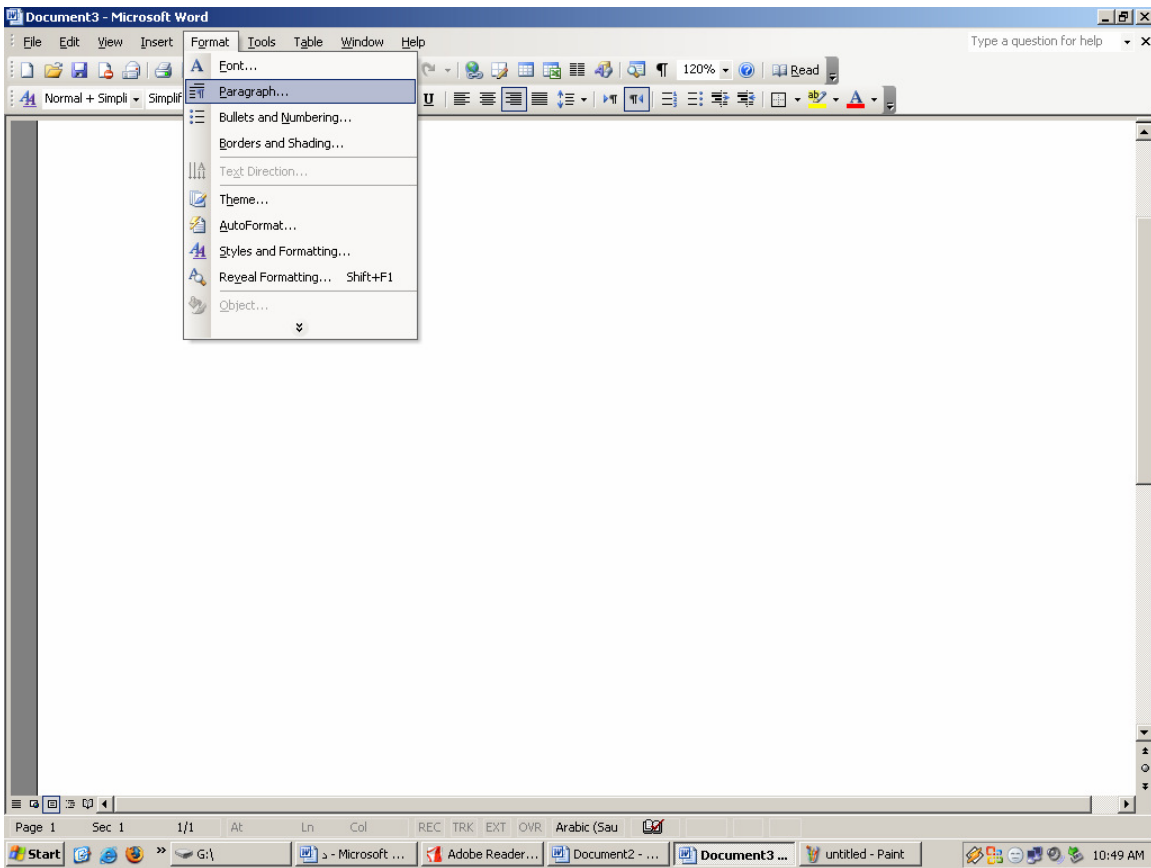 Document3 - Microsoft Word
File Edit View Insert Format Tools Table Window Help Type a question for help
120% Read
Normal + Simpli Simplif U
Font...
Paragraph...
Bullets and Numbering...
Borders and Shading...
Text Direction...
Theme...
AutoFormat...
Styles and Formatting...
Reveal Formatting... Shift+F1
Object...
Page 1 Sec 1 1/1 At Ln Col REC TRK EXT OVR Arabic (Sau
Start G:\ د - Microsoft ... Adobe Reader... Document2 - ... Document3 ... untitled - Paint 10:49 AM